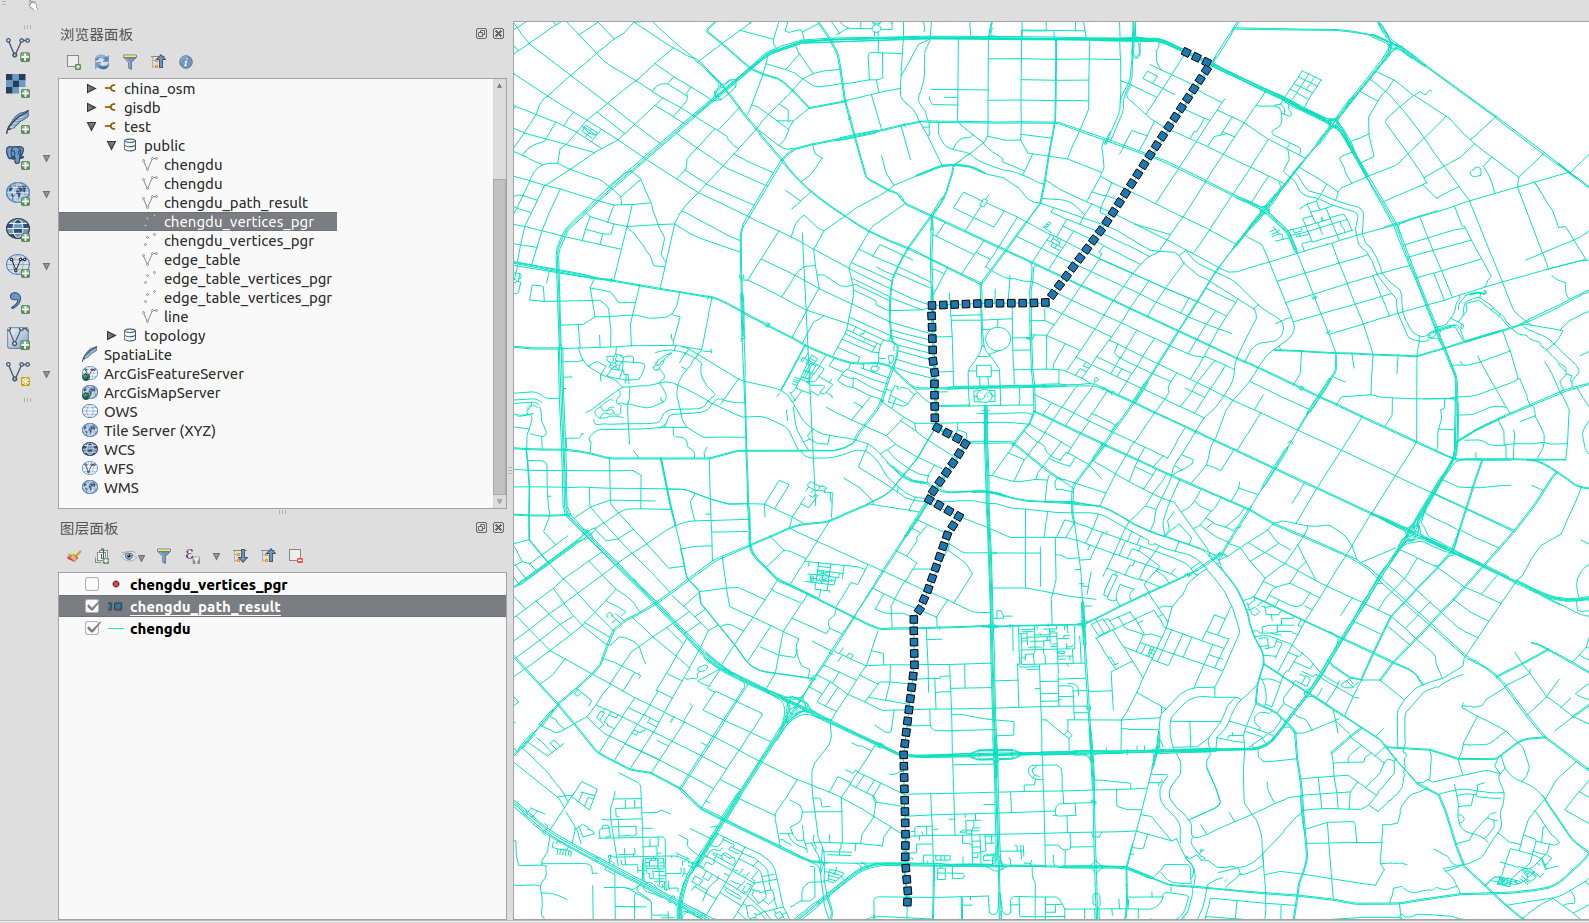 浏览器面板
china_osm
gisdb
test
public
chengdu
chengdu
chengdu_path_result
chengdu_vertices_pgr
chengdu_vertices_pgr
edge_table
edge_table_vertices_pgr
edge_table_vertices_pgr
line
topology
SpatiaLite
ArcGisFeatureServer
ArcGisMapServer
OWS
Tile Server (XYZ)
WCS
WFS
WMS
图层面板
chengdu_vertices_pgr
chengdu_path_result
chengdu